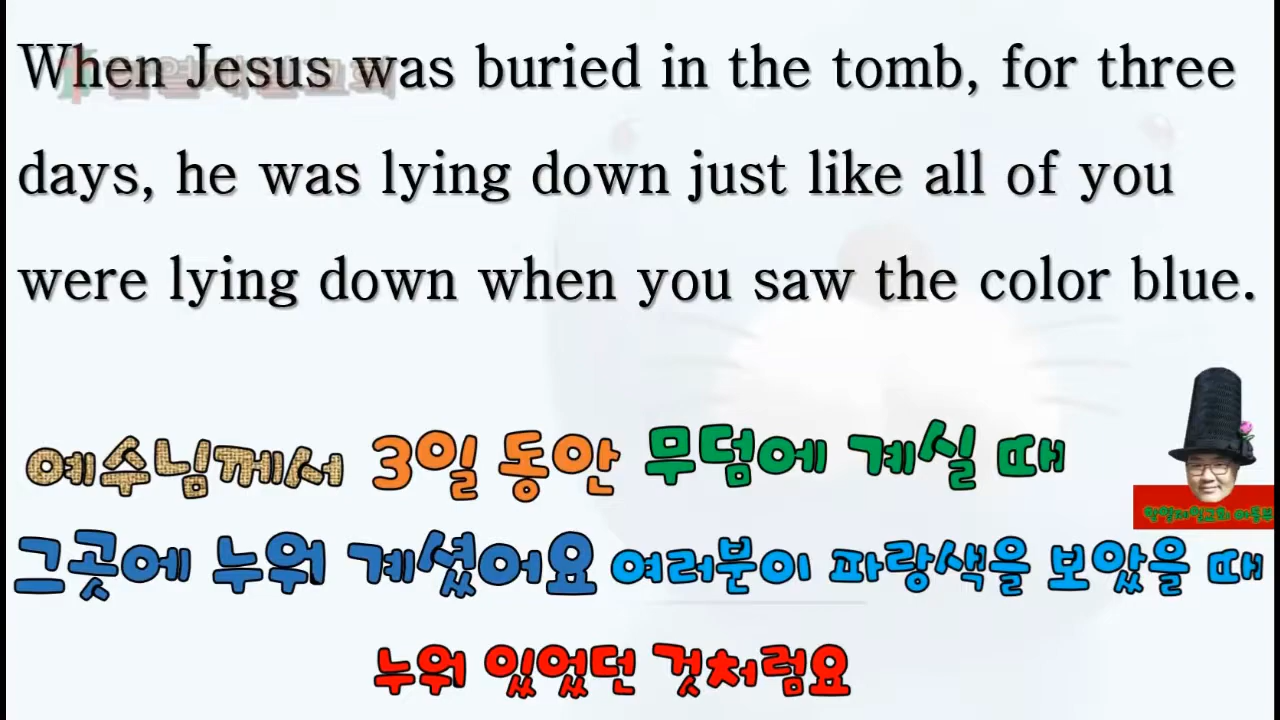 When Jesus was buried in the tomb, for three
days, he was lying down just like all of you
were lying down when you saw the color blue.
예수님께서 3일 동안 무덤에 계실 때
그곳에 누워 계셨어요 여러분이 파랑색을 보았을 때
누워 있었던 것처럼요